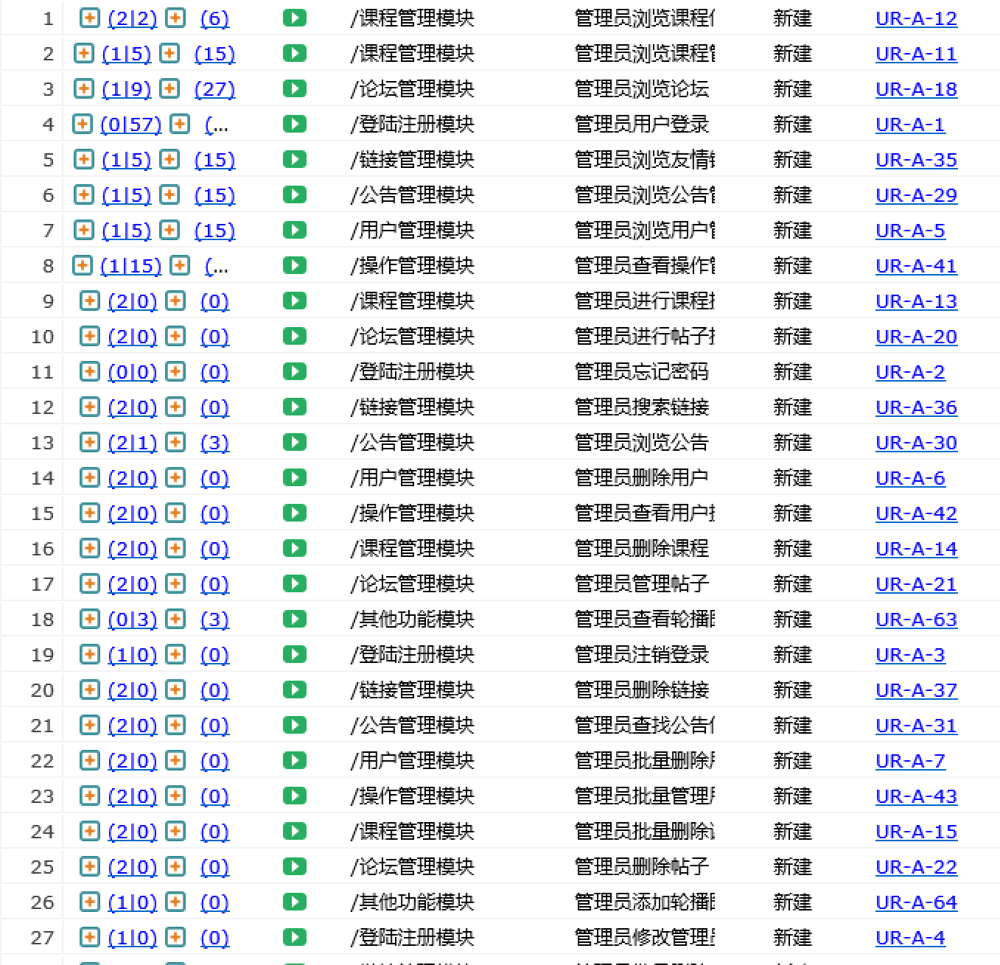 1 (2|2) (6) /课程管理模块 管理员浏览课程 新建 UR-A-12
2 (1|5) (15) /课程管理模块 管理员浏览课程 新建 UR-A-11
3 (1|9) (27) /论坛管理模块 管理员浏览论坛 新建 UR-A-18
4 (0|57) (... /登陆注册模块 管理员用户登录 新建 UR-A-1
5 (1|5) (15) /链接管理模块 管理员浏览友情 新建 UR-A-35
6 (1|5) (15) /公告管理模块 管理员浏览公告 新建 UR-A-29
7 (1|5) (15) /用户管理模块 管理员浏览用户 新建 UR-A-5
8 (1|15) (... /操作管理模块 管理员查看操作 新建 UR-A-41
9 (2|0) (0) /课程管理模块 管理员进行课程 新建 UR-A-13
10 (2|0) (0) /论坛管理模块 管理员进行帖子 新建 UR-A-20
11 (0|0) (0) /登陆注册模块 管理员忘记密码 新建 UR-A-2
12 (2|0) (0) /链接管理模块 管理员搜索链接 新建 UR-A-36
13 (2|1) (3) /公告管理模块 管理员浏览公告 新建 UR-A-30
14 (2|0) (0) /用户管理模块 管理员删除用户 新建 UR-A-6
15 (2|0) (0) /操作管理模块 管理员查看用户 新建 UR-A-42
16 (2|0) (0) /课程管理模块 管理员删除课程 新建 UR-A-14
17 (2|0) (0) /论坛管理模块 管理员管理帖子 新建 UR-A-21
18 (0|3) (3) /其他功能模块 管理员查看轮播 新建 UR-A-63
19 (1|0) (0) /登陆注册模块 管理员注销登录 新建 UR-A-3
20 (2|0) (0) /链接管理模块 管理员删除链接 新建 UR-A-37
21 (2|0) (0) /公告管理模块 管理员查找公告 新建 UR-A-31
22 (2|0) (0) /用户管理模块 管理员批量删除 新建 UR-A-7
23 (2|0) (0) /操作管理模块 管理员批量管理 新建 UR-A-43
24 (2|0) (0) /课程管理模块 管理员批量删除 新建 UR-A-15
25 (2|0) (0) /论坛管理模块 管理员删除帖子 新建 UR-A-22
26 (1|0) (0) /其他功能模块 管理员添加轮播 新建 UR-A-64
27 (1|0) (0) /登陆注册模块 管理员修改管理 新建 UR-A-4